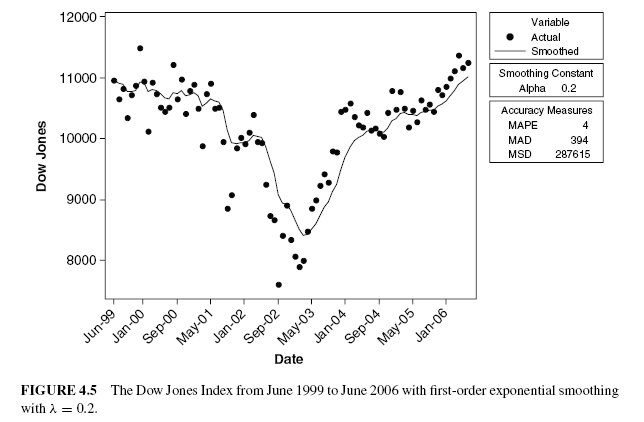 12000
11000
10000
9000
8000
Dow Jones
Jun-99
Jan-00
Sep-00
May-01
Jan-02
Sep-02
May-03
Jan-04
Sep-04
May-05
Jan-06
Date
Variable
Actual
Smoothed
Smoothing Constant
Alpha 0.2
Accuracy Measures
MAPE 4
MAD 394
MSD 287615
FIGURE 4.5 The Dow Jones Index from June 1999 to June 2006 with first-order exponential smoothing
with λ = 0.2.